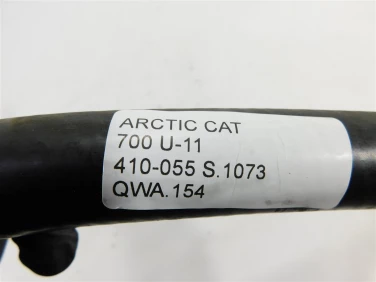 ARCTIC CAT
700 U-11
410-055 S.1073
QWA.154